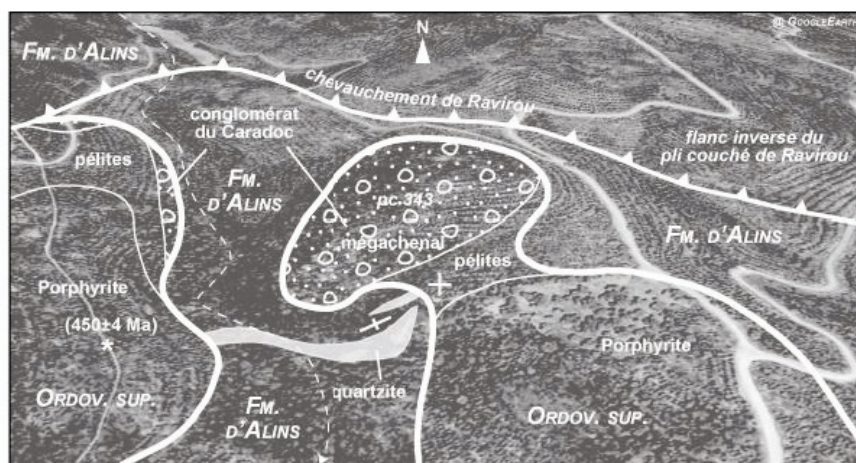 © GOOGLEEARTH
N
FM. D'ALINS
chevauchement de Ravirou
conglomérat
du Caradoc
flanc inverse du
pli couché de Ravirou
pélites
FM.
D'ALINS
pc.343
mégachenal
FM. D'ALINS
pélites
Porphyrite
(450±4 Ma)
*
Porphyrite
quartzite
ORDOV. SUP.
FM.
D'ALINS
ORDOV. SUP.